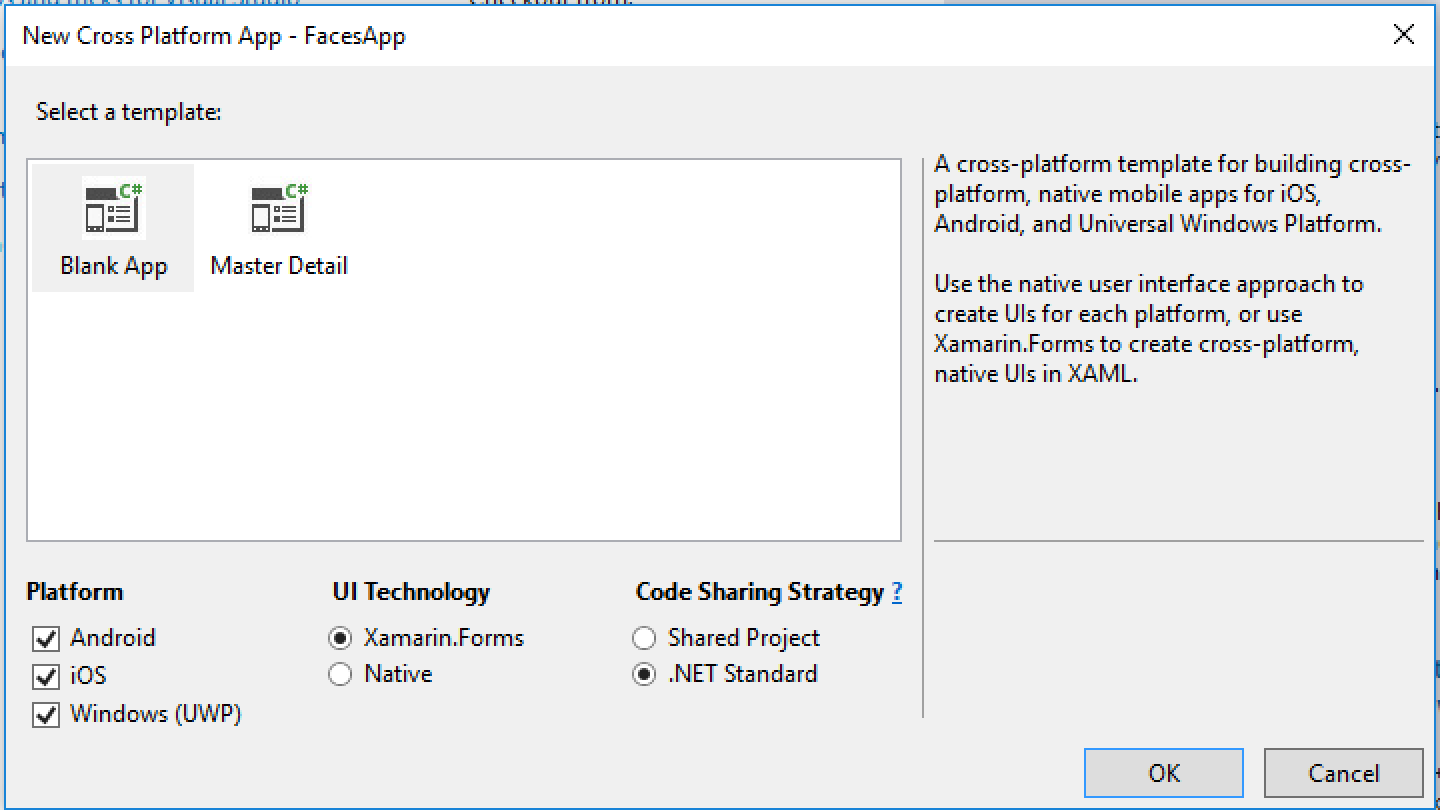 New Cross Platform App - FacesApp
Select a template:
C#
Blank App
C#
Master Detail
A cross-platform template for building cross-
platform, native mobile apps for iOS,
Android, and Universal Windows Platform.
Use the native user interface approach to
create UIs for each platform, or use
Xamarin.Forms to create cross-platform,
native UIs in XAML.
Platform
Android
iOS
Windows (UWP)
UI Technology
Xamarin.Forms
Native
Code Sharing Strategy ?
Shared Project
.NET Standard
OK
Cancel